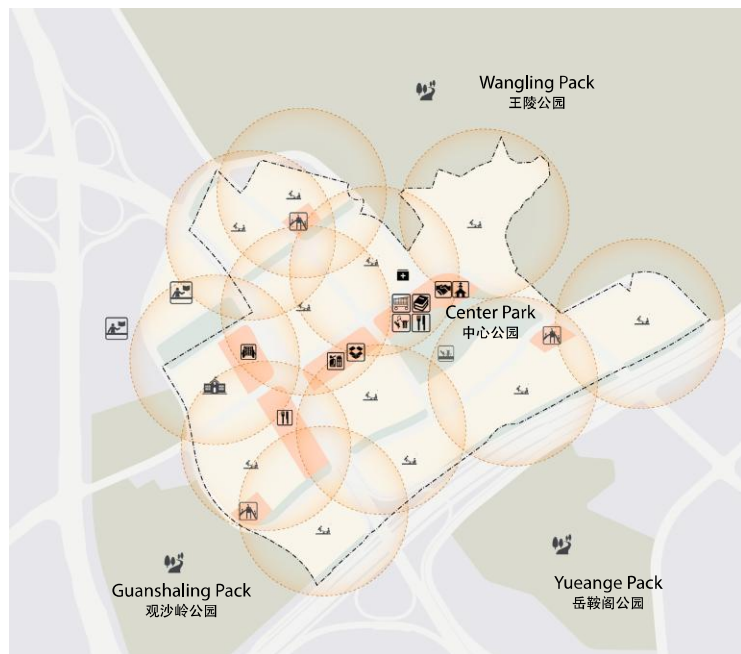 Wangling Pack
王陵公园
Center Park
中心公园
Guanshaling Pack
观沙岭公园
Yueange Pack
岳鞍阁公园